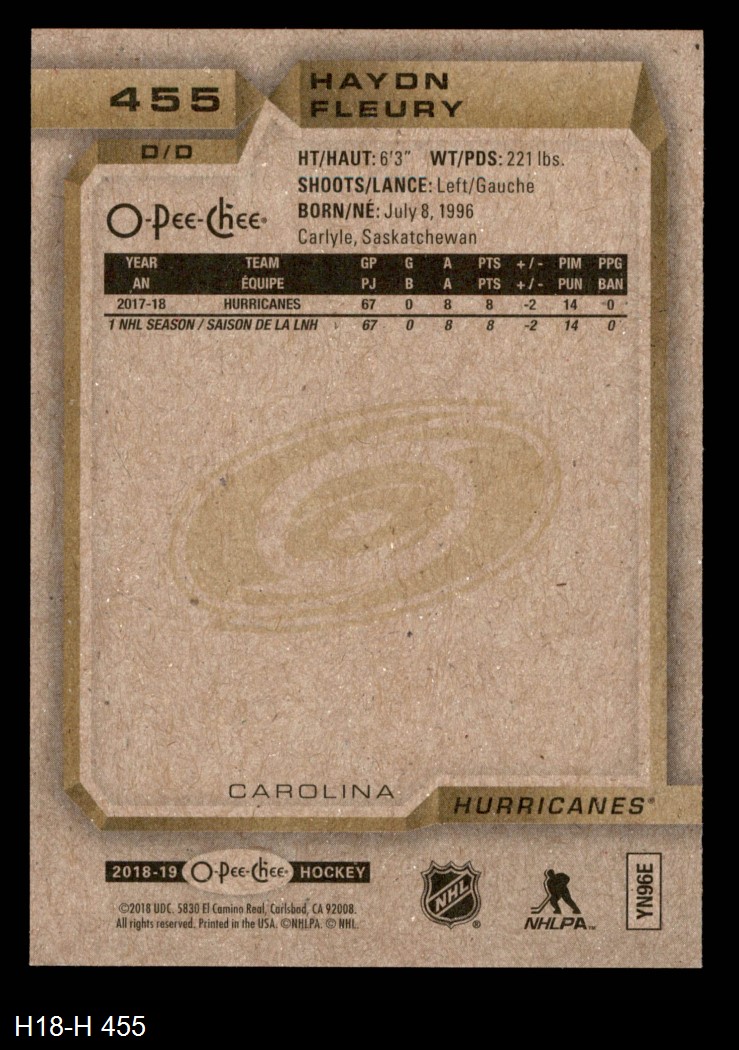 455
HAYDN
FLEURY
D/D
HT/HAUT: 6'3" WT/PDS: 221 lbs.
SHOOTS/LANCE: Left/Gauche
BORN/NÉ: July 8, 1996
Carlyle, Saskatchewan
O-Pee-Chee®
YEAR TEAM GP G A PTS +/- PIM PPG
AN ÉQUIPE PJ B A PTS +/- PUN BAN
2017-18 HURRICANES 67 0 8 8 -2 14 0
1 NHL SEASON / SAISON DE LA LNH 67 0 8 8 -2 14 0
CAROLINA
HURRICANES®
2018-19 O-Pee-Chee® HOCKEY
©2018 UDC. 5830 El Camino Real, Carlsbad, CA 92008.
All rights reserved. Printed in the USA. ©NHLPA. © NHL.
NHL ®
NHLPA™
YN96E
H18-H 455